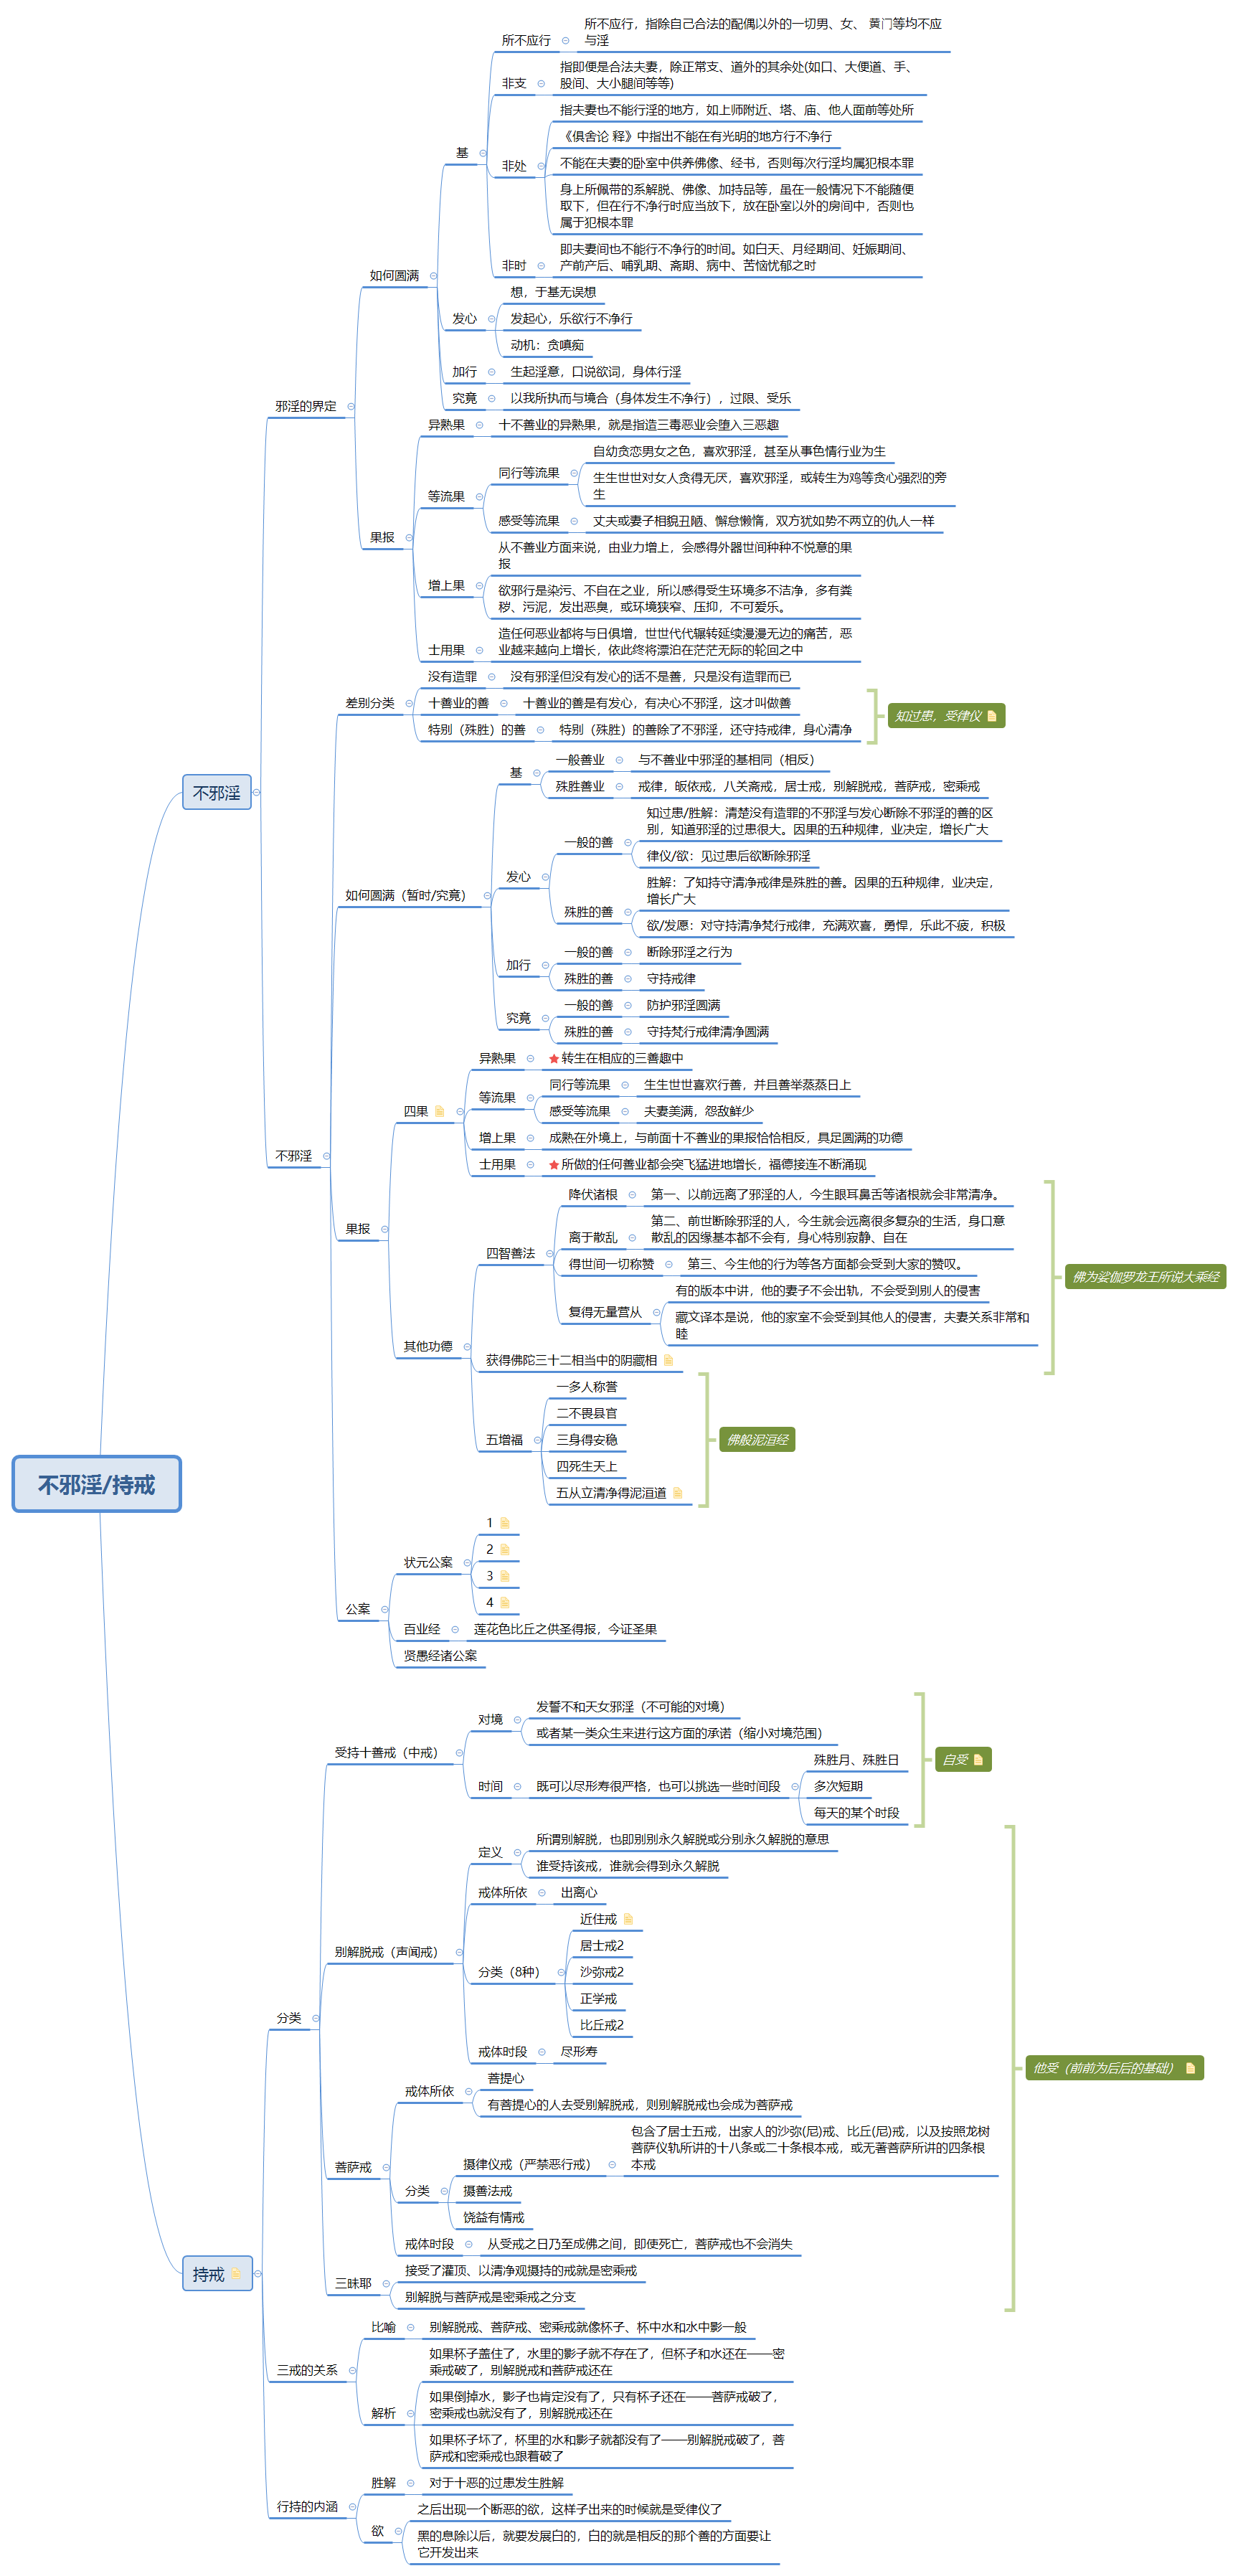 不邪淫/持戒
不邪淫
邪淫的界定
如何圆满
基
所不应行
所不应行，指除自己合法的配偶以外的一切男、女、 黄门等均不应
与淫
非支
指即便是合法夫妻，除正常支、道外的其余处(如口、大便道、手、
股间、大小腿间等等)
非处
指夫妻也不能行淫的地方，如上师附近、塔、庙、他人面前等处所
《俱舍论 释》中指出不能在有光明的地方行不净行
不能在夫妻的卧室中供养佛像、经书，否则每次行淫均属犯根本罪
身上所佩带的系解脱、佛像、加持品等，虽在一般情况下不能随便
取下，但在行不净行时应当放下，放在卧室以外的房间中，否则也
属于犯根本罪
非时
即夫妻间也不能行不净行的时间。如白天、月经期间、妊娠期间、
产前产后、哺乳期、斋期、病中、苦恼忧郁之时
发心
想，于基无误想
发起心，乐欲行不净行
动机：贪嗔痴
加行
生起淫意，口说欲词，身体行淫
究竟
以我所执而与境合（身体发生不净行），过限、受乐
果报
异熟果
十不善业的异熟果，就是指造三毒恶业会堕入三恶趣
等流果
同行等流果
自幼贪恋男女之色，喜欢邪淫，甚至从事色情行业为生
生生世世对女人贪得无厌，喜欢邪淫，或转生为鸡等贪心强烈的旁
生
感受等流果
丈夫或妻子相貌丑陋、懈怠懒惰，双方犹如势不两立的仇人一样
增上果
从不善业方面来说，由业力增上，会感得外器世间种种不悦意的果
报
欲邪行是染污、不自在之业，所以感得受生环境多不洁净，多有粪
秽、污泥，发出恶臭，或环境狭窄、压抑，不可爱乐。
士用果
造任何恶业都将与日俱增，世世代代辗转延续漫漫无边的痛苦，恶
业越来越向上增长，依此终将漂泊在茫茫无际的轮回之中
不邪淫
差别分类
没有造罪
没有邪淫但没有发心的话不是善，只是没有造罪而已
十善业的善
十善业的善是有发心，有决心不邪淫，这才叫做善
特别（殊胜）的善
特别（殊胜）的善除了不邪淫，还守持戒律，身心清净
知过患，受律仪
如何圆满（暂时/究竟）
基
一般善业
与不善业中邪淫的基相同（相反）
殊胜善业
戒律，皈依戒，八关斋戒，居士戒，别解脱戒，菩萨戒，密乘戒
发心
一般的善
知过患/胜解：清楚没有造罪的不邪淫与发心断除不邪淫的善的区
别，知道邪淫的过患很大。因果的五种规律，业决定，增长广大
律仪/欲：见过患后欲断除邪淫
殊胜的善
胜解：了知持守清净戒律是殊胜的善。因果的五种规律，业决定，
增长广大
欲/发愿：对守持清净梵行戒律，充满欢喜，勇悍，乐此不疲，积极
加行
一般的善
断除邪淫之行为
殊胜的善
守持戒律
究竟
一般的善
防护邪淫圆满
殊胜的善
守持梵行戒律清净圆满
果报
四果
异熟果
转生在相应的三善趣中
等流果
同行等流果
生生世世喜欢行善，并且善举蒸蒸日上
感受等流果
夫妻美满，怨敌鲜少
增上果
成熟在外境上，与前面十不善业的果报恰恰相反，具足圆满的功德
士用果
所做的任何善业都会突飞猛进地增长，福德接连不断涌现
其他功德
四智善法
降伏诸根
第一、以前远离了邪淫的人，今生眼耳鼻舌等诸根就会非常清净。
离于散乱
第二、前世断除邪淫的人，今生就会远离很多复杂的生活，身口意
散乱的因缘基本都不会有，身心特别寂静、自在
得世间一切称赞
第三、今生他的行为等各方面都会受到大家的赞叹。
复得无量营从
有的版本中讲，他的妻子不会出轨，不会受到别人的侵害
藏文译本是说，他的家室不会受到其他人的侵害，夫妻关系非常和
睦
佛为娑伽罗龙王所说大乘经
获得佛陀三十二相当中的阴藏相
五增福
一多人称誉
二不畏县官
三身得安稳
四死生天上
五从立清净得泥洹道
佛般泥洹经
公案
状元公案
1
2
3
4
百业经
莲花色比丘之供圣得报，今证圣果
贤愚经诸公案
持戒
分类
受持十善戒（中戒）
对境
发誓不和天女邪淫（不可能的对境）
或者某一类众生来进行这方面的承诺（缩小对境范围）
时间
既可以尽形寿很严格，也可以挑选一些时间段
殊胜月、殊胜日
多次短期
每天的某个时段
自受
别解脱戒（声闻戒）
定义
所谓别解脱，也即别别永久解脱或分别永久解脱的意思
谁受持该戒，谁就会得到永久解脱
戒体所依
出离心
分类（8种）
近住戒
居士戒2
沙弥戒2
正学戒
比丘戒2
戒体时段
尽形寿
菩萨戒
戒体所依
菩提心
有菩提心的人去受别解脱戒，则别解脱戒也会成为菩萨戒
分类
摄律仪戒（严禁恶行戒）
包含了居士五戒，出家人的沙弥(尼)戒、比丘(尼)戒，以及按照龙树
菩萨仪轨所讲的十八条或二十条根本戒，或无著菩萨所讲的四条根
本戒
摄善法戒
饶益有情戒
戒体时段
从受戒之日乃至成佛之间，即使死亡，菩萨戒也不会消失
三昧耶
接受了灌顶、以清净观摄持的戒就是密乘戒
别解脱与菩萨戒是密乘戒之分支
他受（前前为后后的基础）
三戒的关系
比喻
别解脱戒、菩萨戒、密乘戒就像杯子、杯中水和水中影一般
解析
如果杯子盖住了，水里的影子就不存在了，但杯子和水还在——密
乘戒破了，别解脱戒和菩萨戒还在
如果倒掉水，影子也肯定没有了，只有杯子还在——菩萨戒破了，
密乘戒也就没有了，别解脱戒还在
如果杯子坏了，杯里的水和影子就都没有了——别解脱戒破了，菩
萨戒和密乘戒也跟着破了
行持的内涵
胜解
对于十恶的过患发生胜解
欲
之后出现一个断恶的欲，这样子出来的时候就是受律仪了
黑的息除以后，就要发展白的，白的就是相反的那个善的方面要让
它开发出来